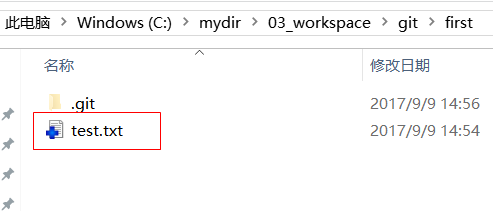 此电脑 > Windows (C:) > mydir > 03_workspace > git > first
名称 修改日期
.git 2017/9/9 14:56
test.txt 2017/9/9 14:54